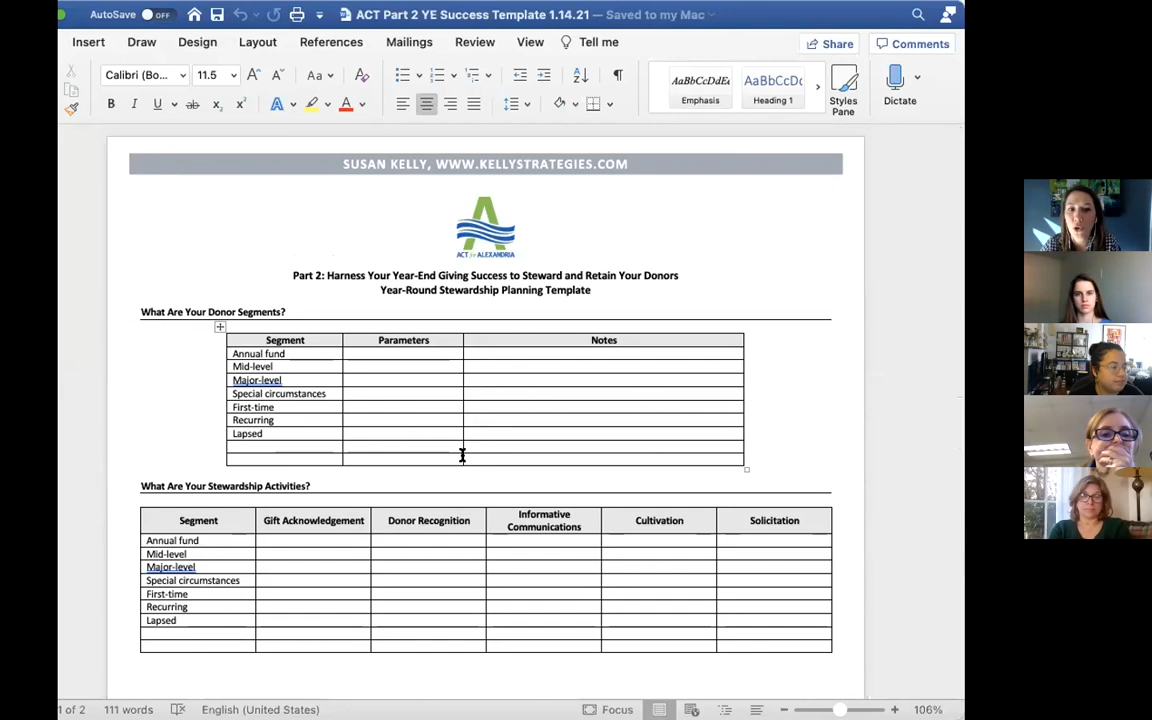 AutoSave OFF ACT Part 2 YE Success Template 1.14.21 — Saved to my Mac
Insert Draw Design Layout References Mailings Review View Tell me Share Comments
Calibri (Bo... 11.5 A A Aa A
AaBbCcDdEe AaBbCcDc
B I U ab x₂ x² A A
Emphasis Heading 1 Styles Pane Dictate
SUSAN KELLY, WWW.KELLYSTRATEGIES.COM
A
ACT for ALEXANDRIA
Part 2: Harness Your Year-End Giving Success to Steward and Retain Your Donors
Year-Round Stewardship Planning Template
What Are Your Donor Segments?
Segment Parameters Notes
Annual fund
Mid-level
Major-level
Special circumstances
First-time
Recurring
Lapsed
What Are Your Stewardship Activities?
Segment Gift Acknowledgement Donor Recognition Informative Communications Cultivation Solicitation
Annual fund
Mid-level
Major-level
Special circumstances
First-time
Recurring
Lapsed
1 of 2 111 words English (United States) Focus 106%